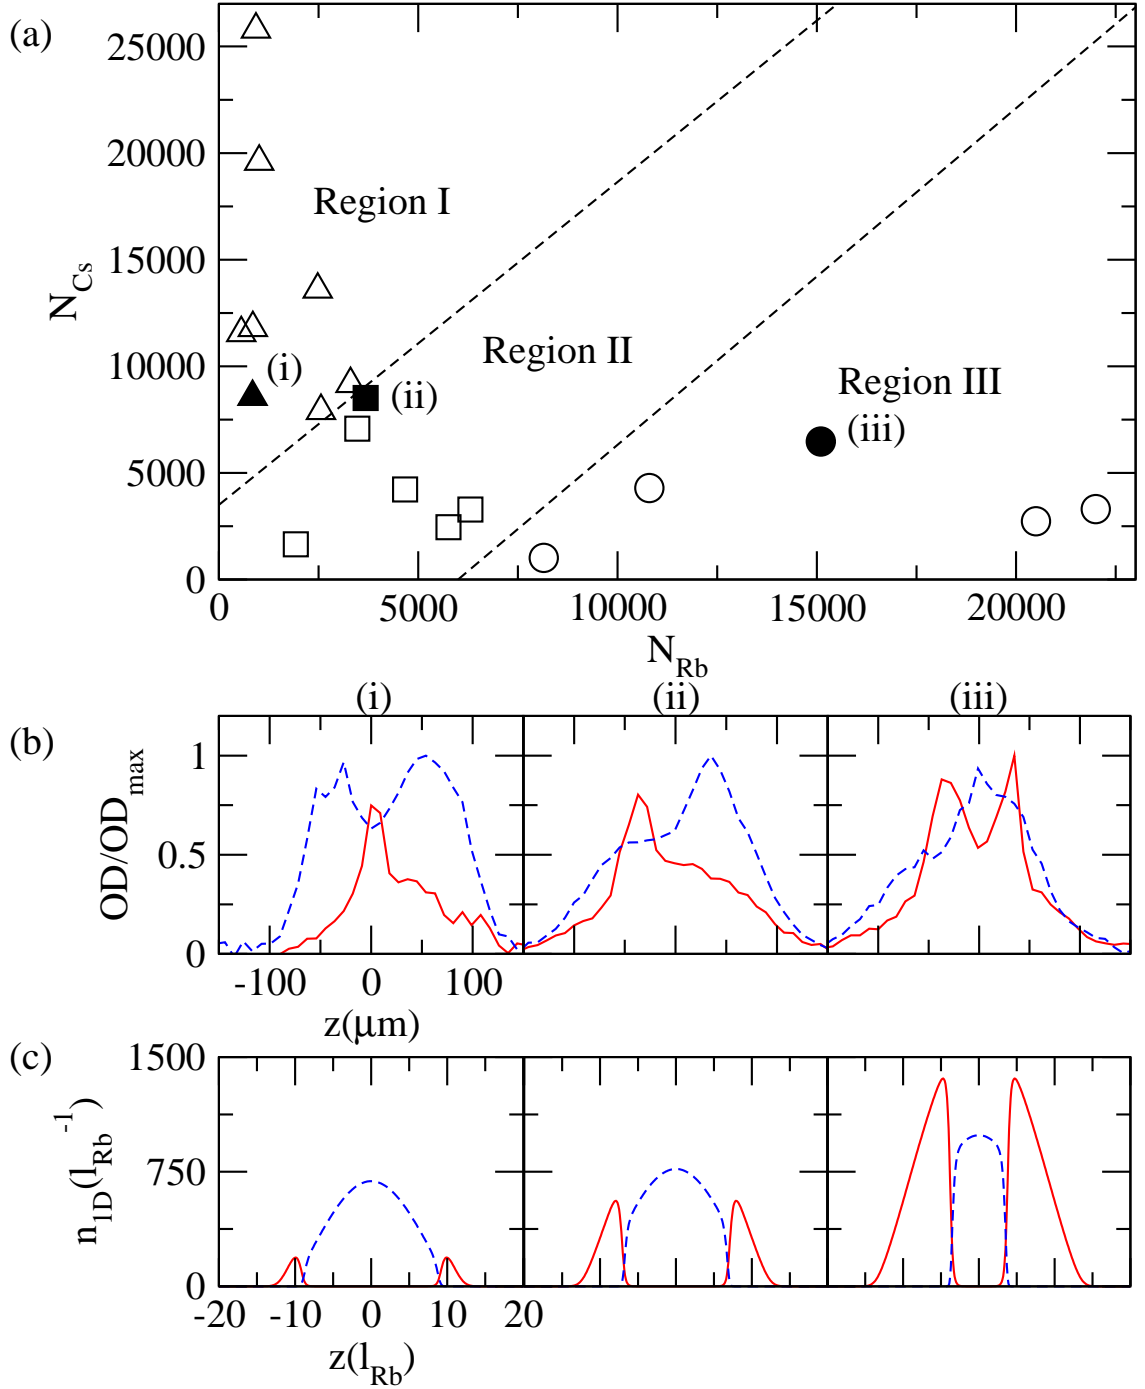 (a)
N_Cs
25000
20000
15000
10000
5000
0
Region I
Region II
Region III
(i)
(ii)
(iii)
0 5000 10000 15000 20000
N_Rb
(i) (ii) (iii)
(b)
OD/OD_max
1
0.5
0
-100 0 100
z(μm)
(c)
n_1D(l_Rb^-1)
1500
750
0
-20 -10 0 10 20
z(l_Rb)